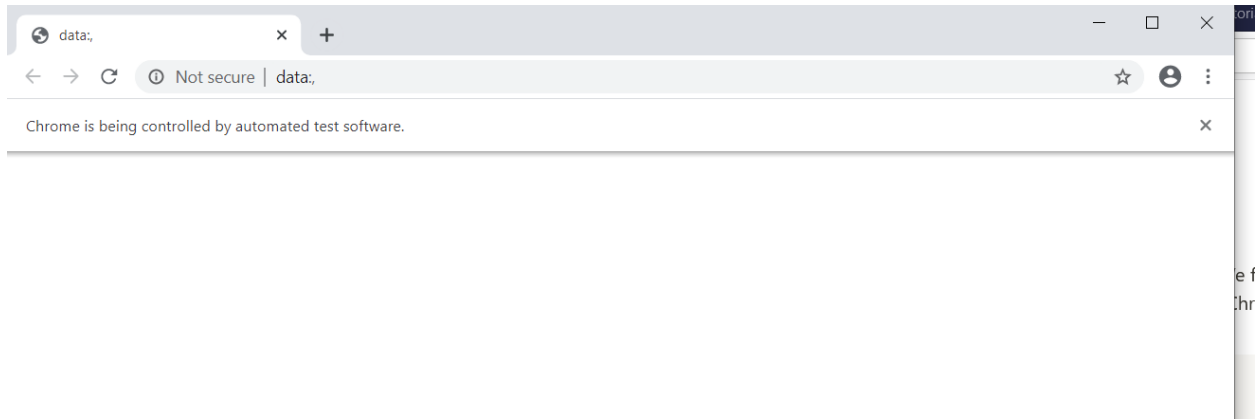 data:,
Not secure | data:,
Chrome is being controlled by automated test software.